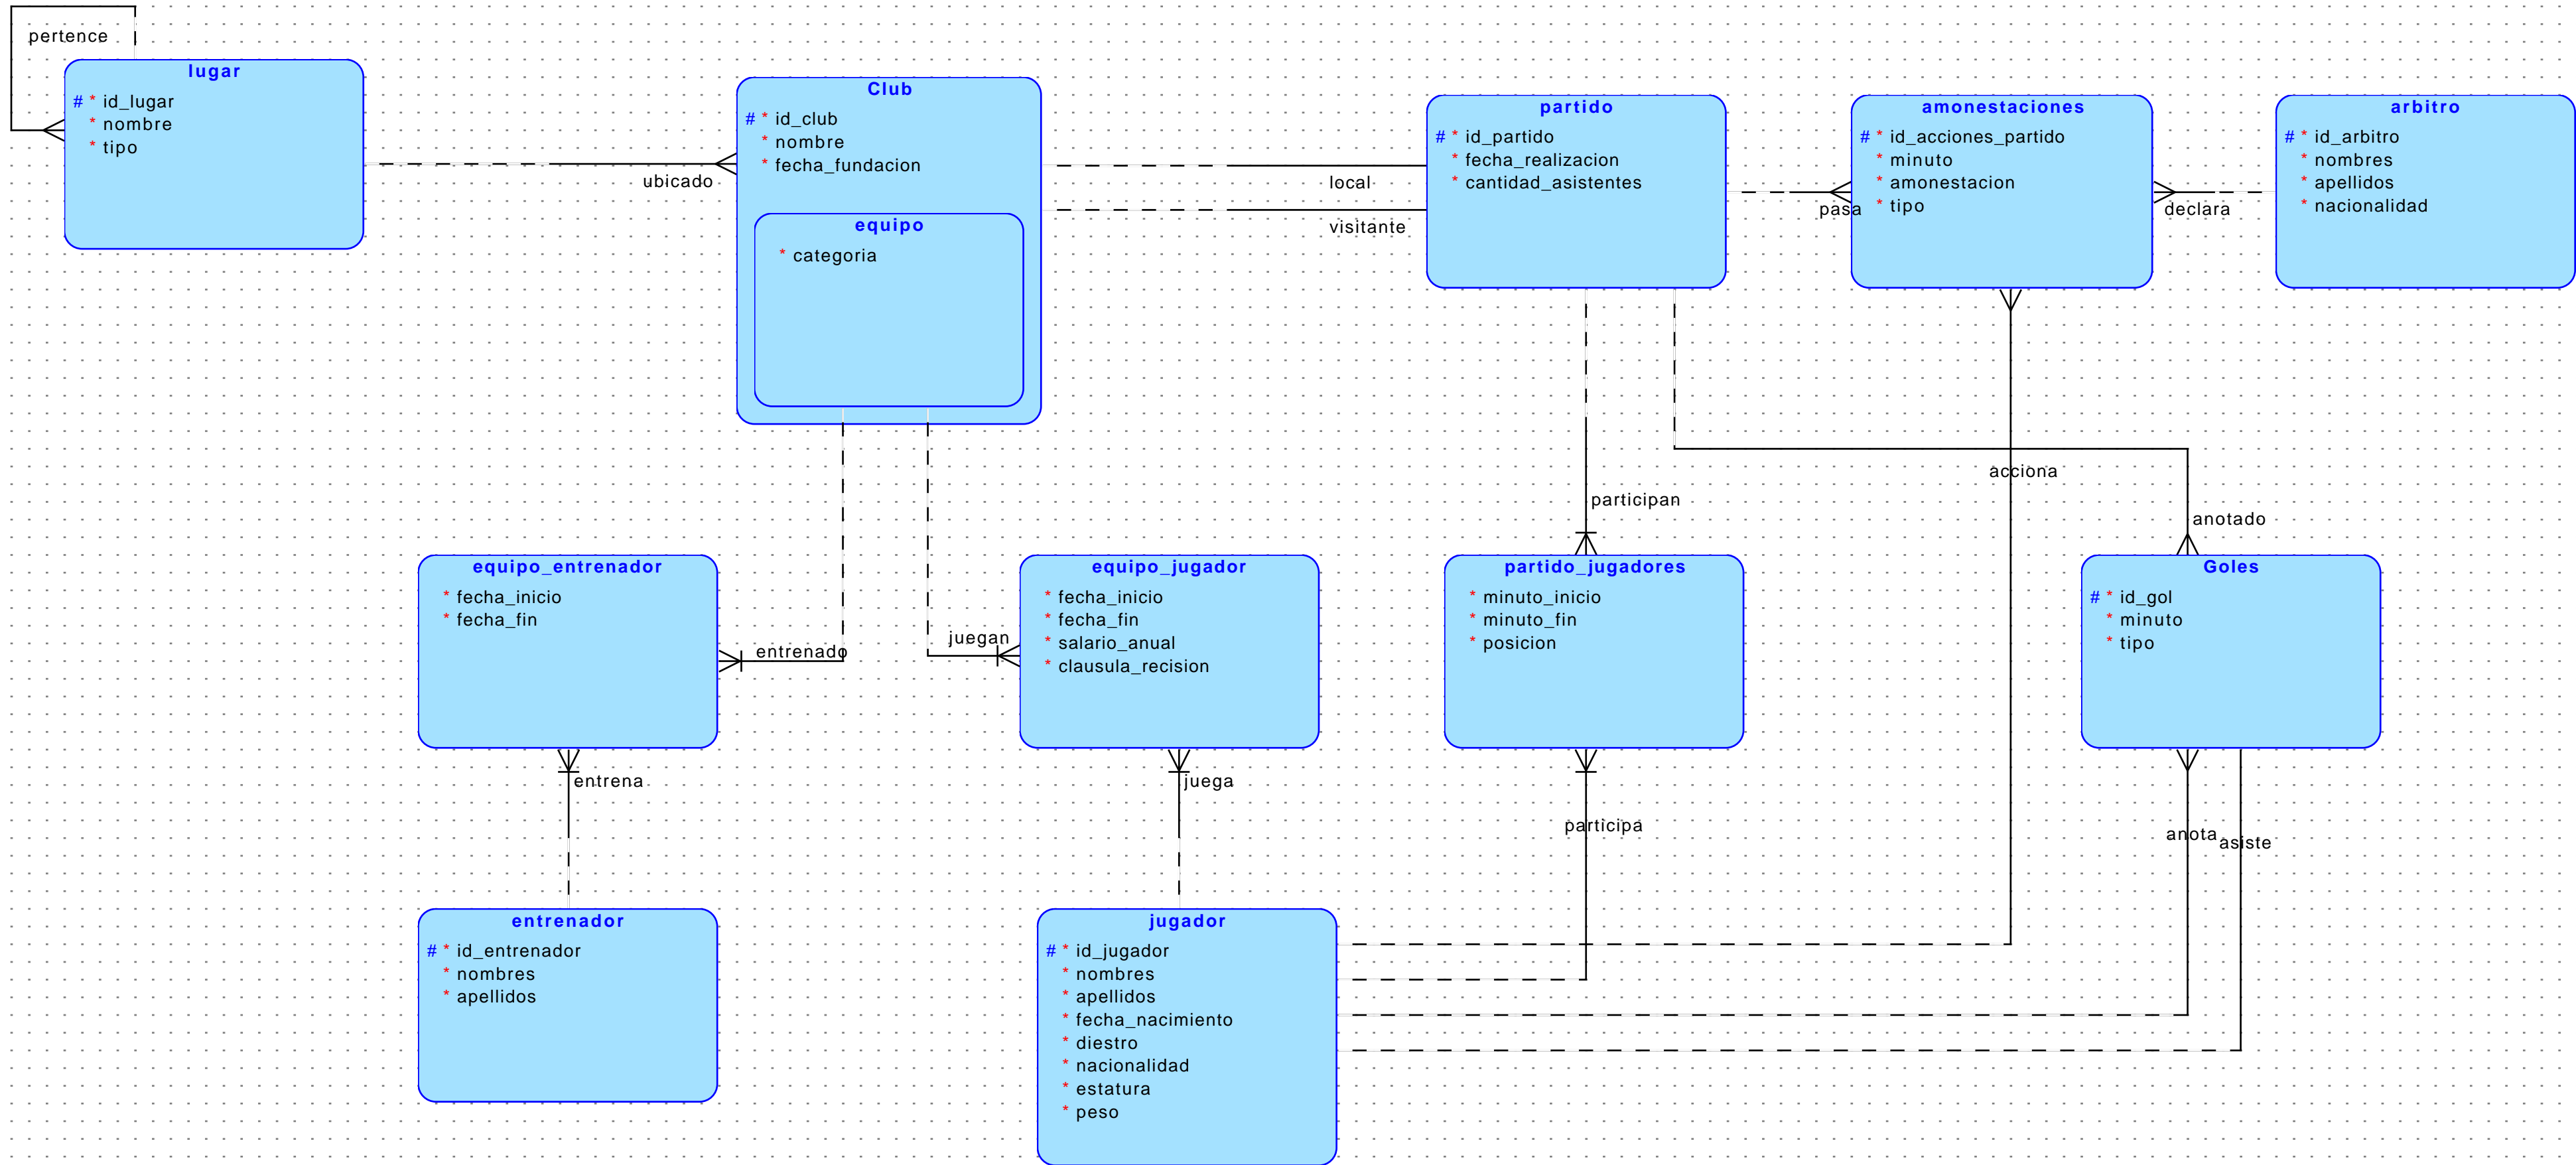 pertence
lugar
# * id_lugar
* nombre
* tipo
ubicado
Club
# * id_club
* nombre
* fecha_fundacion
equipo
* categoria
local
visitante
partido
# * id_partido
* fecha_realizacion
* cantidad_asistentes
pasa
amonestaciones
# * id_acciones_partido
* minuto
* amonestacion
* tipo
declara
arbitro
# * id_arbitro
* nombres
* apellidos
* nacionalidad
acciona
participan
anotado
equipo_entrenador
* fecha_inicio
* fecha_fin
entrenado
juegan
equipo_jugador
* fecha_inicio
* fecha_fin
* salario_anual
* clausula_recision
partido_jugadores
* minuto_inicio
* minuto_fin
* posicion
Goles
# * id_gol
* minuto
* tipo
entrena
juega
participa
anota
asiste
entrenador
# * id_entrenador
* nombres
* apellidos
jugador
# * id_jugador
* nombres
* apellidos
* fecha_nacimiento
* diestro
* nacionalidad
* estatura
* peso